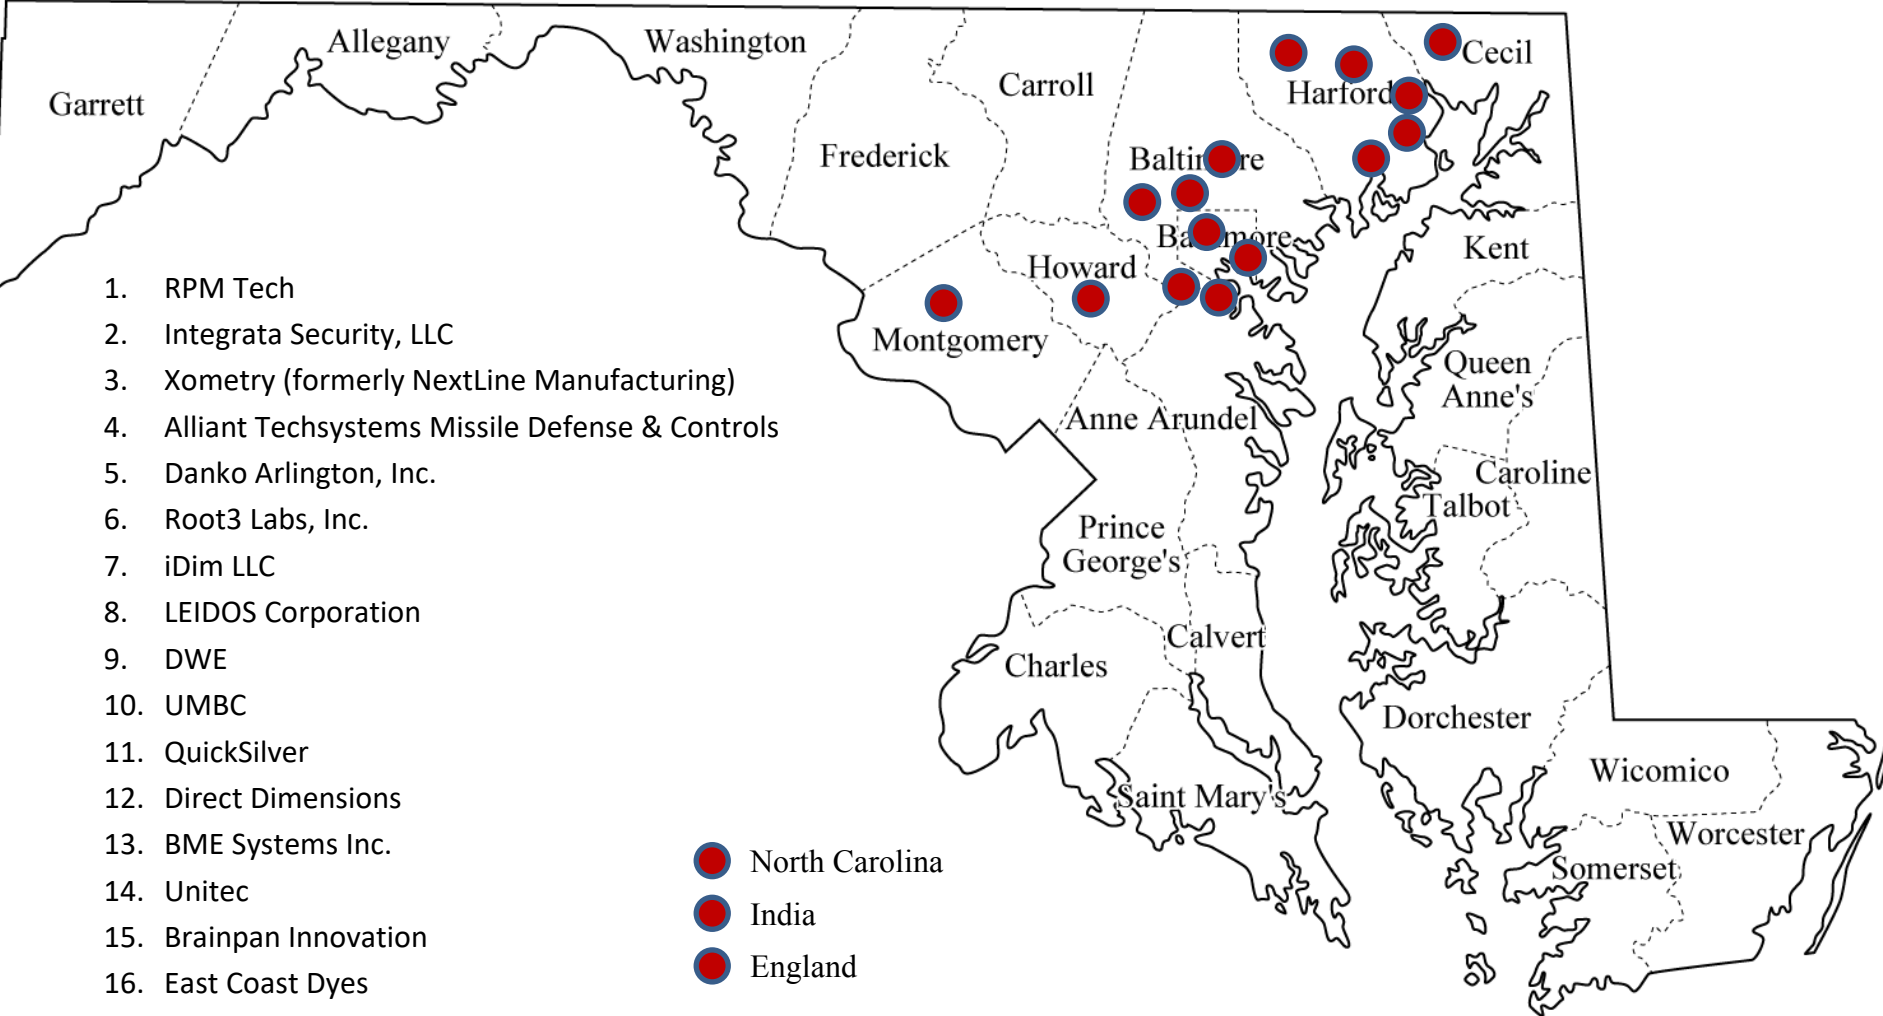 Garrett
Allegany
Washington
Frederick
Carroll
Baltimore
Harford
Cecil
Baltimore
Howard
Montgomery
Kent
Queen
Anne's
Anne Arundel
Caroline
Talbot
Prince
George's
Calvert
Charles
Dorchester
Saint Mary's
Wicomico
Worcester
Somerset
1. RPM Tech
2. Integrata Security, LLC
3. Xometry (formerly NextLine Manufacturing)
4. Alliant Techsystems Missile Defense & Controls
5. Danko Arlington, Inc.
6. Root3 Labs, Inc.
7. iDim LLC
8. LEIDOS Corporation
9. DWE
10. UMBC
11. QuickSilver
12. Direct Dimensions
13. BME Systems Inc.
14. Unitec
15. Brainpan Innovation
16. East Coast Dyes
North Carolina
India
England